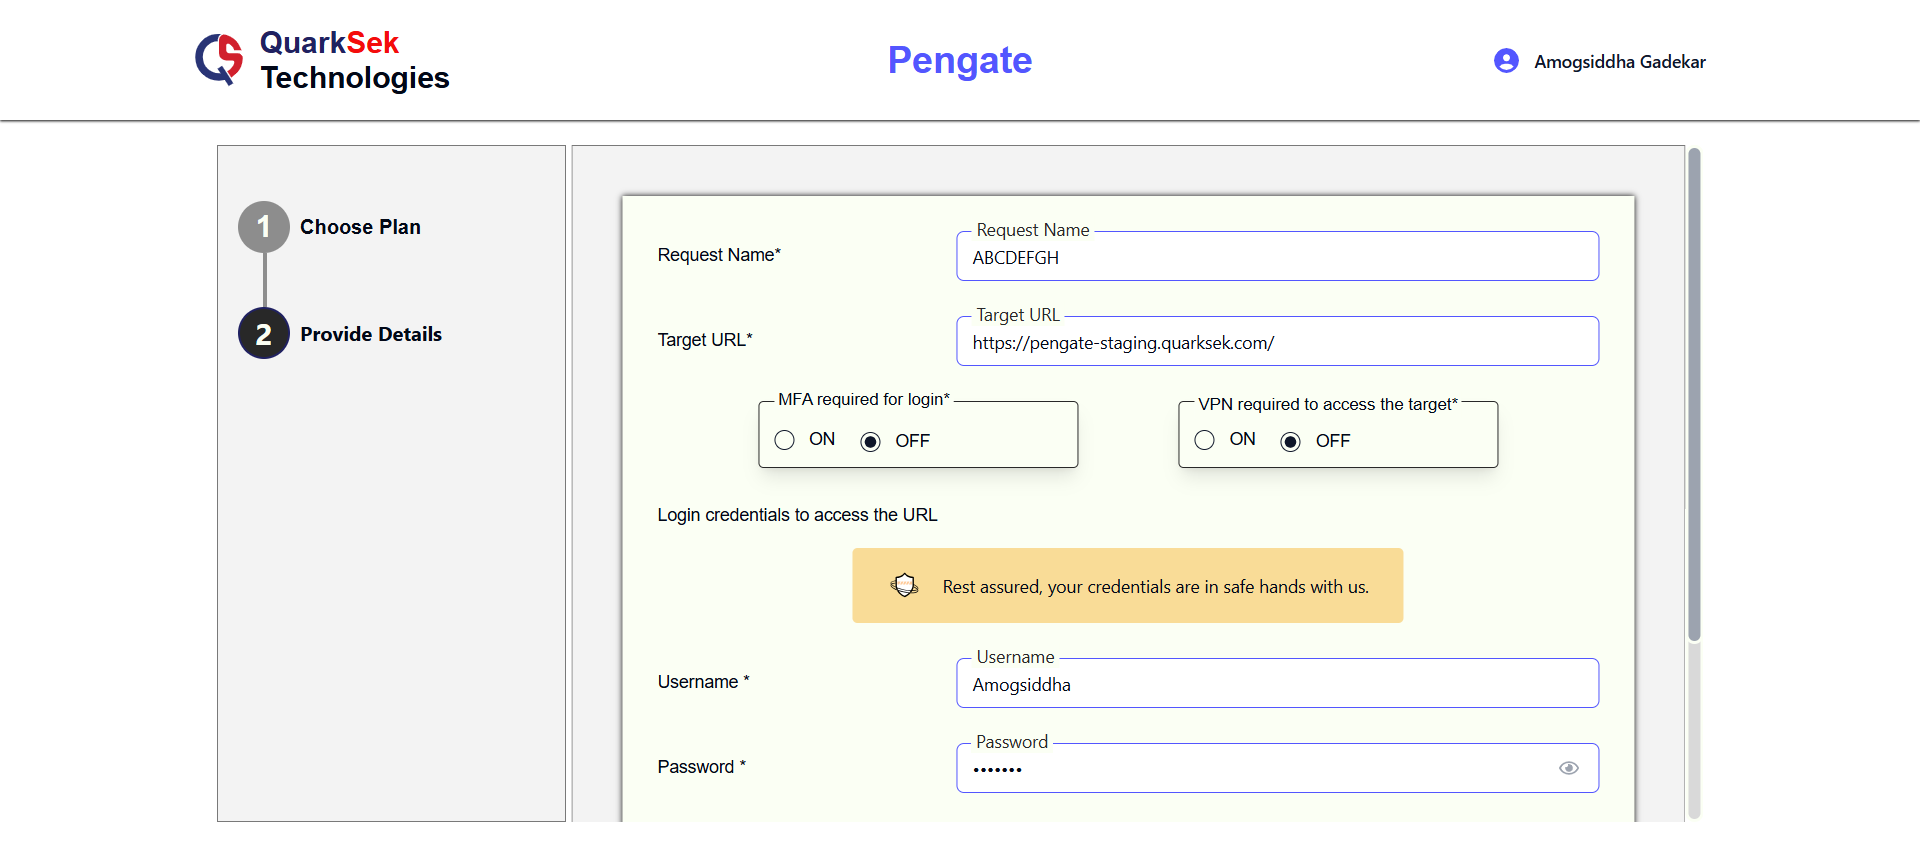 QuarkSek
Technologies
Pengate
Amogsiddha Gadekar
1 Choose Plan
2 Provide Details
Request Name
Request Name*
ABCDEFGH
Target URL
Target URL*
https://pengate-staging.quarksek.com/
MFA required for login*
ON OFF
VPN required to access the target*
ON OFF
Login credentials to access the URL
Rest assured, your credentials are in safe hands with us.
Username
Username *
Amogsiddha
Password
Password *
•••••••